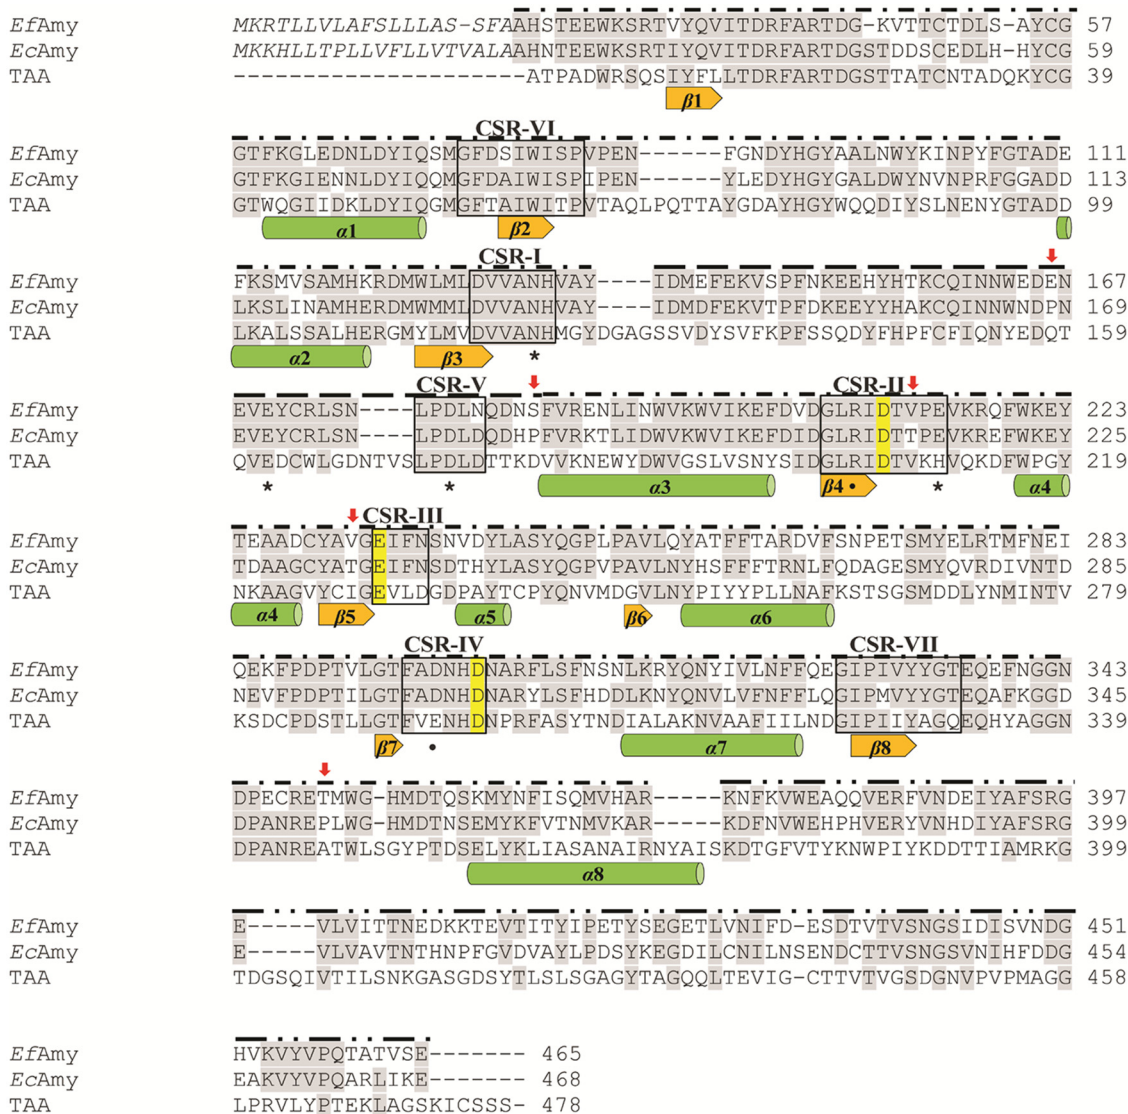 EfAmy MKRTLLVLAFSLLLAS-SFAAHSTEEWKSRTVYQVITDRFARTDG-KVTTCTDLS-AYCG 57
EcAmy MKKHLLTPLLVFLLVTVALAAHNTEEWKSRTIYQVITDRFARTDGSTDDSCEDLH-HYCG 59
TAA ---------------------ATPADWRSQSIYFLLTDRFARTDGSTTATCNTADQKYCG 39
β1
CSR-VI
EfAmy GTFKGLEDNLDYIQSMGFDSIWISPVPEN------FGNDYHGYAALNWYKINPYFGTADE 111
EcAmy GTFKGIENNLDYIQQMGFDAIWISPIPEN------YLEDYHGYGALDWYNVNPRFGGADD 113
TAA GTWQGIIDKLDYIQGMGFTAIWITPVTAQLPQTTAYGDAYHGYWQQDIYSLNENYGTADD 99
α1 β2
CSR-I
EfAmy FKSMVSAMHKRDMWLMLDVVANHVAY----IDMEFEKVSPFNKEEHYHTKCQINNWEDEN 167
EcAmy LKSLINAMHERDMWMMLDVVANHVAY----IDMDFEKVTPFDKEEYYHAKCQINNWNDPN 169
TAA LKALSSALHERGMYLMVDVVANHMGYDGAGSSVDYSVFKPFSSQDYFHPFCFIQNYEDQT 159
α2 β3 *
CSR-V CSR-II
EfAmy EVEYCRLSN----LPDLNQDNSFVRENLINWVKWVIKEFDVDGLRIDTVPEVKRQFWKEY 223
EcAmy EVEYCRLSN----LPDLDQDHPFVRKTLIDWVKWVIKEFDIDGLRIDTTPEVKREFWKEY 225
TAA QVEDCWLGDNTVSLPDLDTTKDVVKNEWYDWVGSLVSNYSIDGLRIDTVKHVQKDFWPGY 219
* * α3 β4 • * α4
CSR-III
EfAmy TEAADCYAVGEIFNSNVDYLASYQGPLPAVLQYATFFTARDVFSNPETSMYELRTMFNEI 283
EcAmy TDAAGCYATGEIFNSDTHYLASYQGPVPAVLNYHSFFFTRNLFQDAGESMYQVRDIVNTD 285
TAA NKAAGVYCIGEVLDGDPAYTCPYQNVMDGVLNYPIYYPLLNAFKSTSGSMDDLYNMINTV 279
α4 β5 α5 β6 α6
CSR-IV CSR-VII
EfAmy QEKFPDPTVLGTFADNHDNARFLSFNSNLKRYQNYIVLNFFQEGIPIVYYGTEQEFNGGN 343
EcAmy NEVFPDPTILGTFADNHDNARYLSFHDDLKNYQNVLVFNFFLQGIPMVYYGTEQAFKGGD 345
TAA KSDCPDSTLLGTFVENHDNPRFASYTNDIALAKNVAAFIILNDGIPIIYAGQEQHYAGGN 339
β7 • α7 β8
EfAmy DPECRETMWG-HMDTQSKMYNFISQMVHAR-----KNFKVWEAQQVERFVNDEIYAFSRG 397
EcAmy DPANREPLWG-HMDTNSEMYKFVTNMVKAR-----KDFNVWEHPHVERYVNHDIYAFSRG 399
TAA DPANREATWLSGYPTDSELYKLIASANAIRNYAISKDTGFVTYKNWPIYKDDTTIAMRKG 399
α8
EfAmy E-----VLVITTNEDKKTEVTITYIPETYSEGETLVNIFD-ESDTVTVSNGSIDISVNDG 451
EcAmy E-----VLVAVTNTHNPFGVDVAYLPDSYKEGDILCNILNSENDCTTVSNGSVNIHFDDG 454
TAA TDGSQIVTILSNKGASGDSYTLSLSGAGYTAGQQLTEVIG-CTTVTVGSDGNVPVPMAGG 458
EfAmy HVKVYVPQTATVSE------- 465
EcAmy EAKVYVPQARLIKE------- 468
TAA LPRVLYPTEKLAGSKICSSS- 478